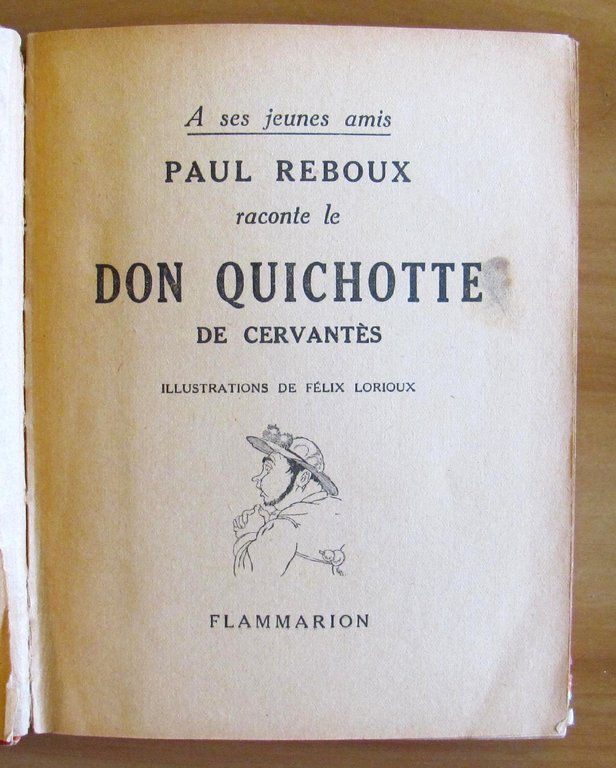 A ses jeunes amis
PAUL REBOUX
raconte le
DON QUICHOTTE
DE CERVANTÈS
ILLUSTRATIONS DE FÉLIX LORIOUX
FLAMMARION